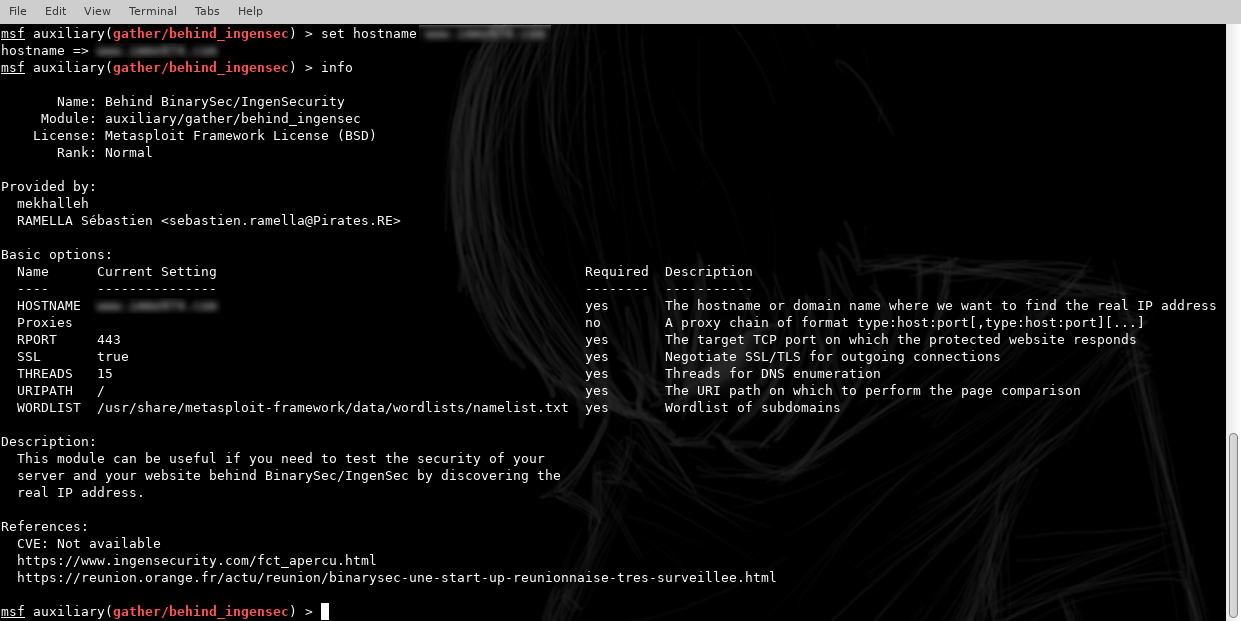 File Edit View Terminal Tabs Help
msf auxiliary(gather/behind_ingensec) > set hostname
hostname =>
msf auxiliary(gather/behind_ingensec) > info
Name: Behind BinarySec/IngenSecurity
Module: auxiliary/gather/behind_ingensec
License: Metasploit Framework License (BSD)
Rank: Normal
Provided by:
mekhalleh
RAMELLA Sébastien <sebastien.ramella@Pirates.RE>
Basic options:
Name Current Setting Required Description
---- --------------- -------- -----------
HOSTNAME yes The hostname or domain name where we want to find the real IP address
Proxies no A proxy chain of format type:host:port[,type:host:port][...]
RPORT 443 yes The target TCP port on which the protected website responds
SSL true yes Negotiate SSL/TLS for outgoing connections
THREADS 15 yes Threads for DNS enumeration
URIPATH / yes The URI path on which to perform the page comparison
WORDLIST /usr/share/metasploit-framework/data/wordlists/namelist.txt yes Wordlist of subdomains
Description:
This module can be useful if you need to test the security of your
server and your website behind BinarySec/IngenSec by discovering the
real IP address.
References:
CVE: Not available
https://www.ingensecurity.com/fct_apercu.html
https://reunion.orange.fr/actu/reunion/binarysec-une-start-up-reunionnaise-tres-surveillee.html
msf auxiliary(gather/behind_ingensec) >